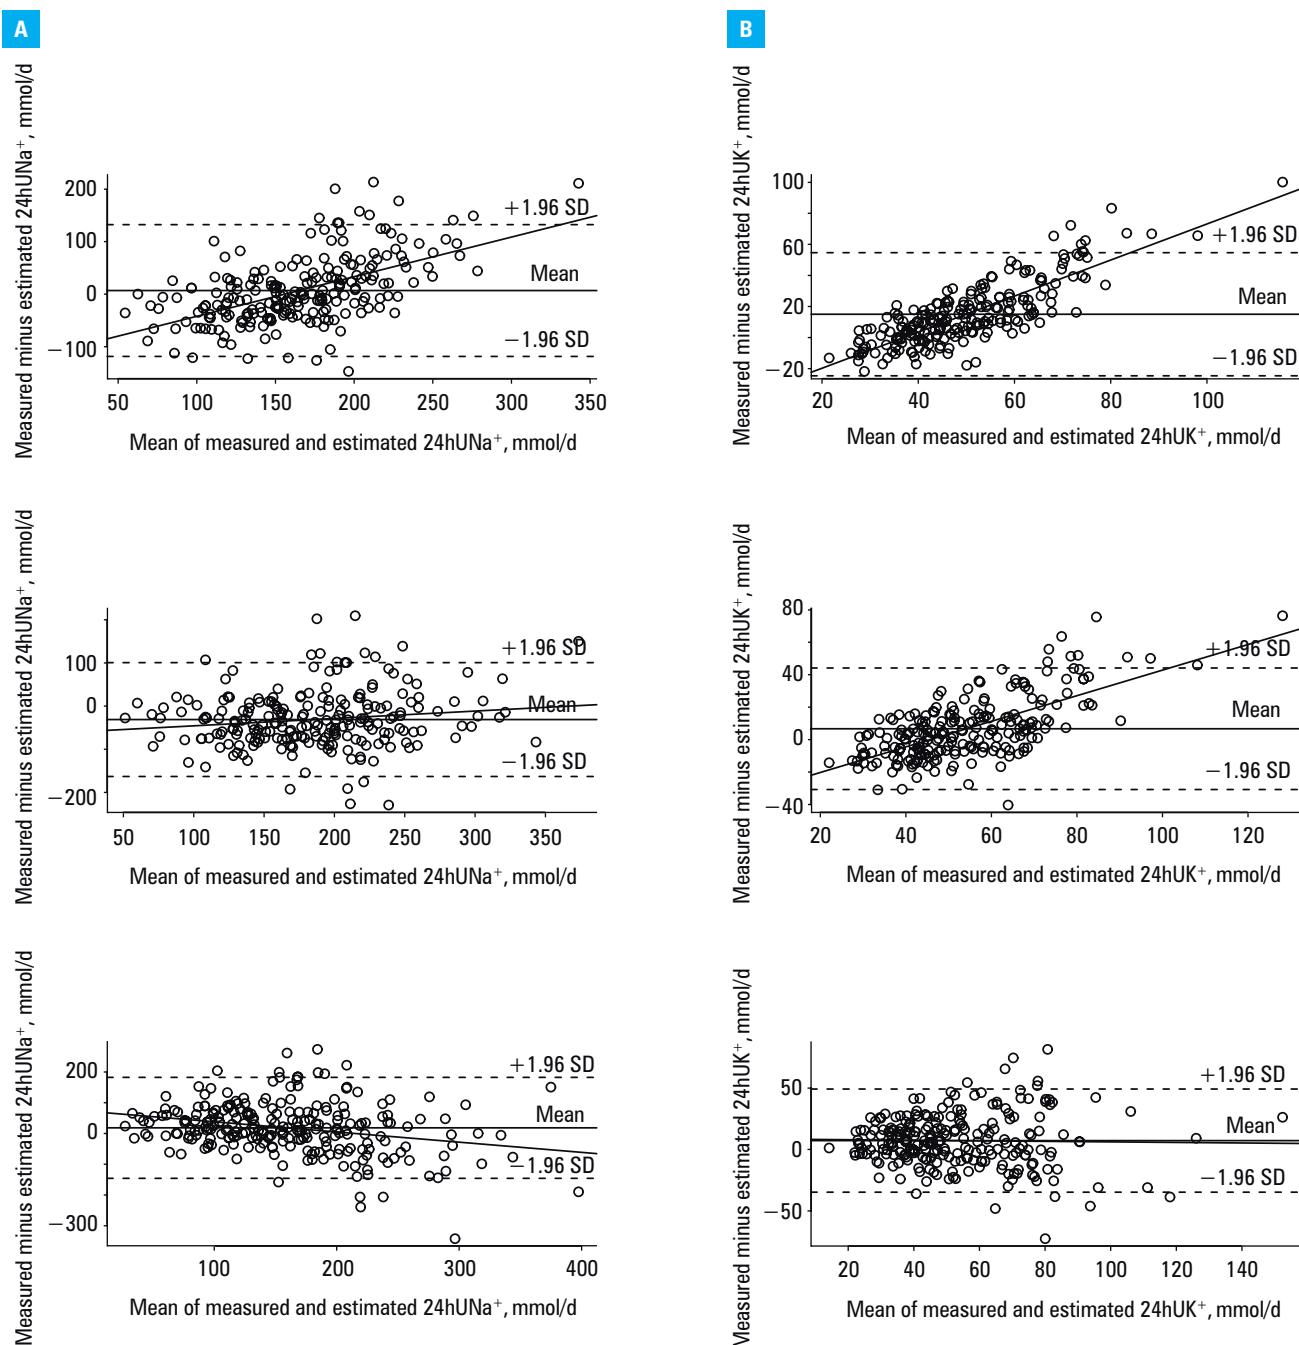 A
Measured minus estimated 24hUNa⁺, mmol/d
200
100
0
−100
+1.96 SD
Mean
−1.96 SD
50 100 150 200 250 300 350
Mean of measured and estimated 24hUNa⁺, mmol/d
Measured minus estimated 24hUNa⁺, mmol/d
100
0
−200
+1.96 SD
Mean
−1.96 SD
50 100 150 200 250 300 350
Mean of measured and estimated 24hUNa⁺, mmol/d
Measured minus estimated 24hUNa⁺, mmol/d
200
0
−300
+1.96 SD
Mean
−1.96 SD
100 200 300 400
Mean of measured and estimated 24hUNa⁺, mmol/d
B
Measured minus estimated 24hUK⁺, mmol/d
100
60
20
−20
+1.96 SD
Mean
−1.96 SD
20 40 60 80 100
Mean of measured and estimated 24hUK⁺, mmol/d
Measured minus estimated 24hUK⁺, mmol/d
80
40
0
−40
+1.96 SD
Mean
−1.96 SD
20 40 60 80 100 120
Mean of measured and estimated 24hUK⁺, mmol/d
Measured minus estimated 24hUK⁺, mmol/d
50
0
−50
+1.96 SD
Mean
−1.96 SD
20 40 60 80 100 120 140
Mean of measured and estimated 24hUK⁺, mmol/d